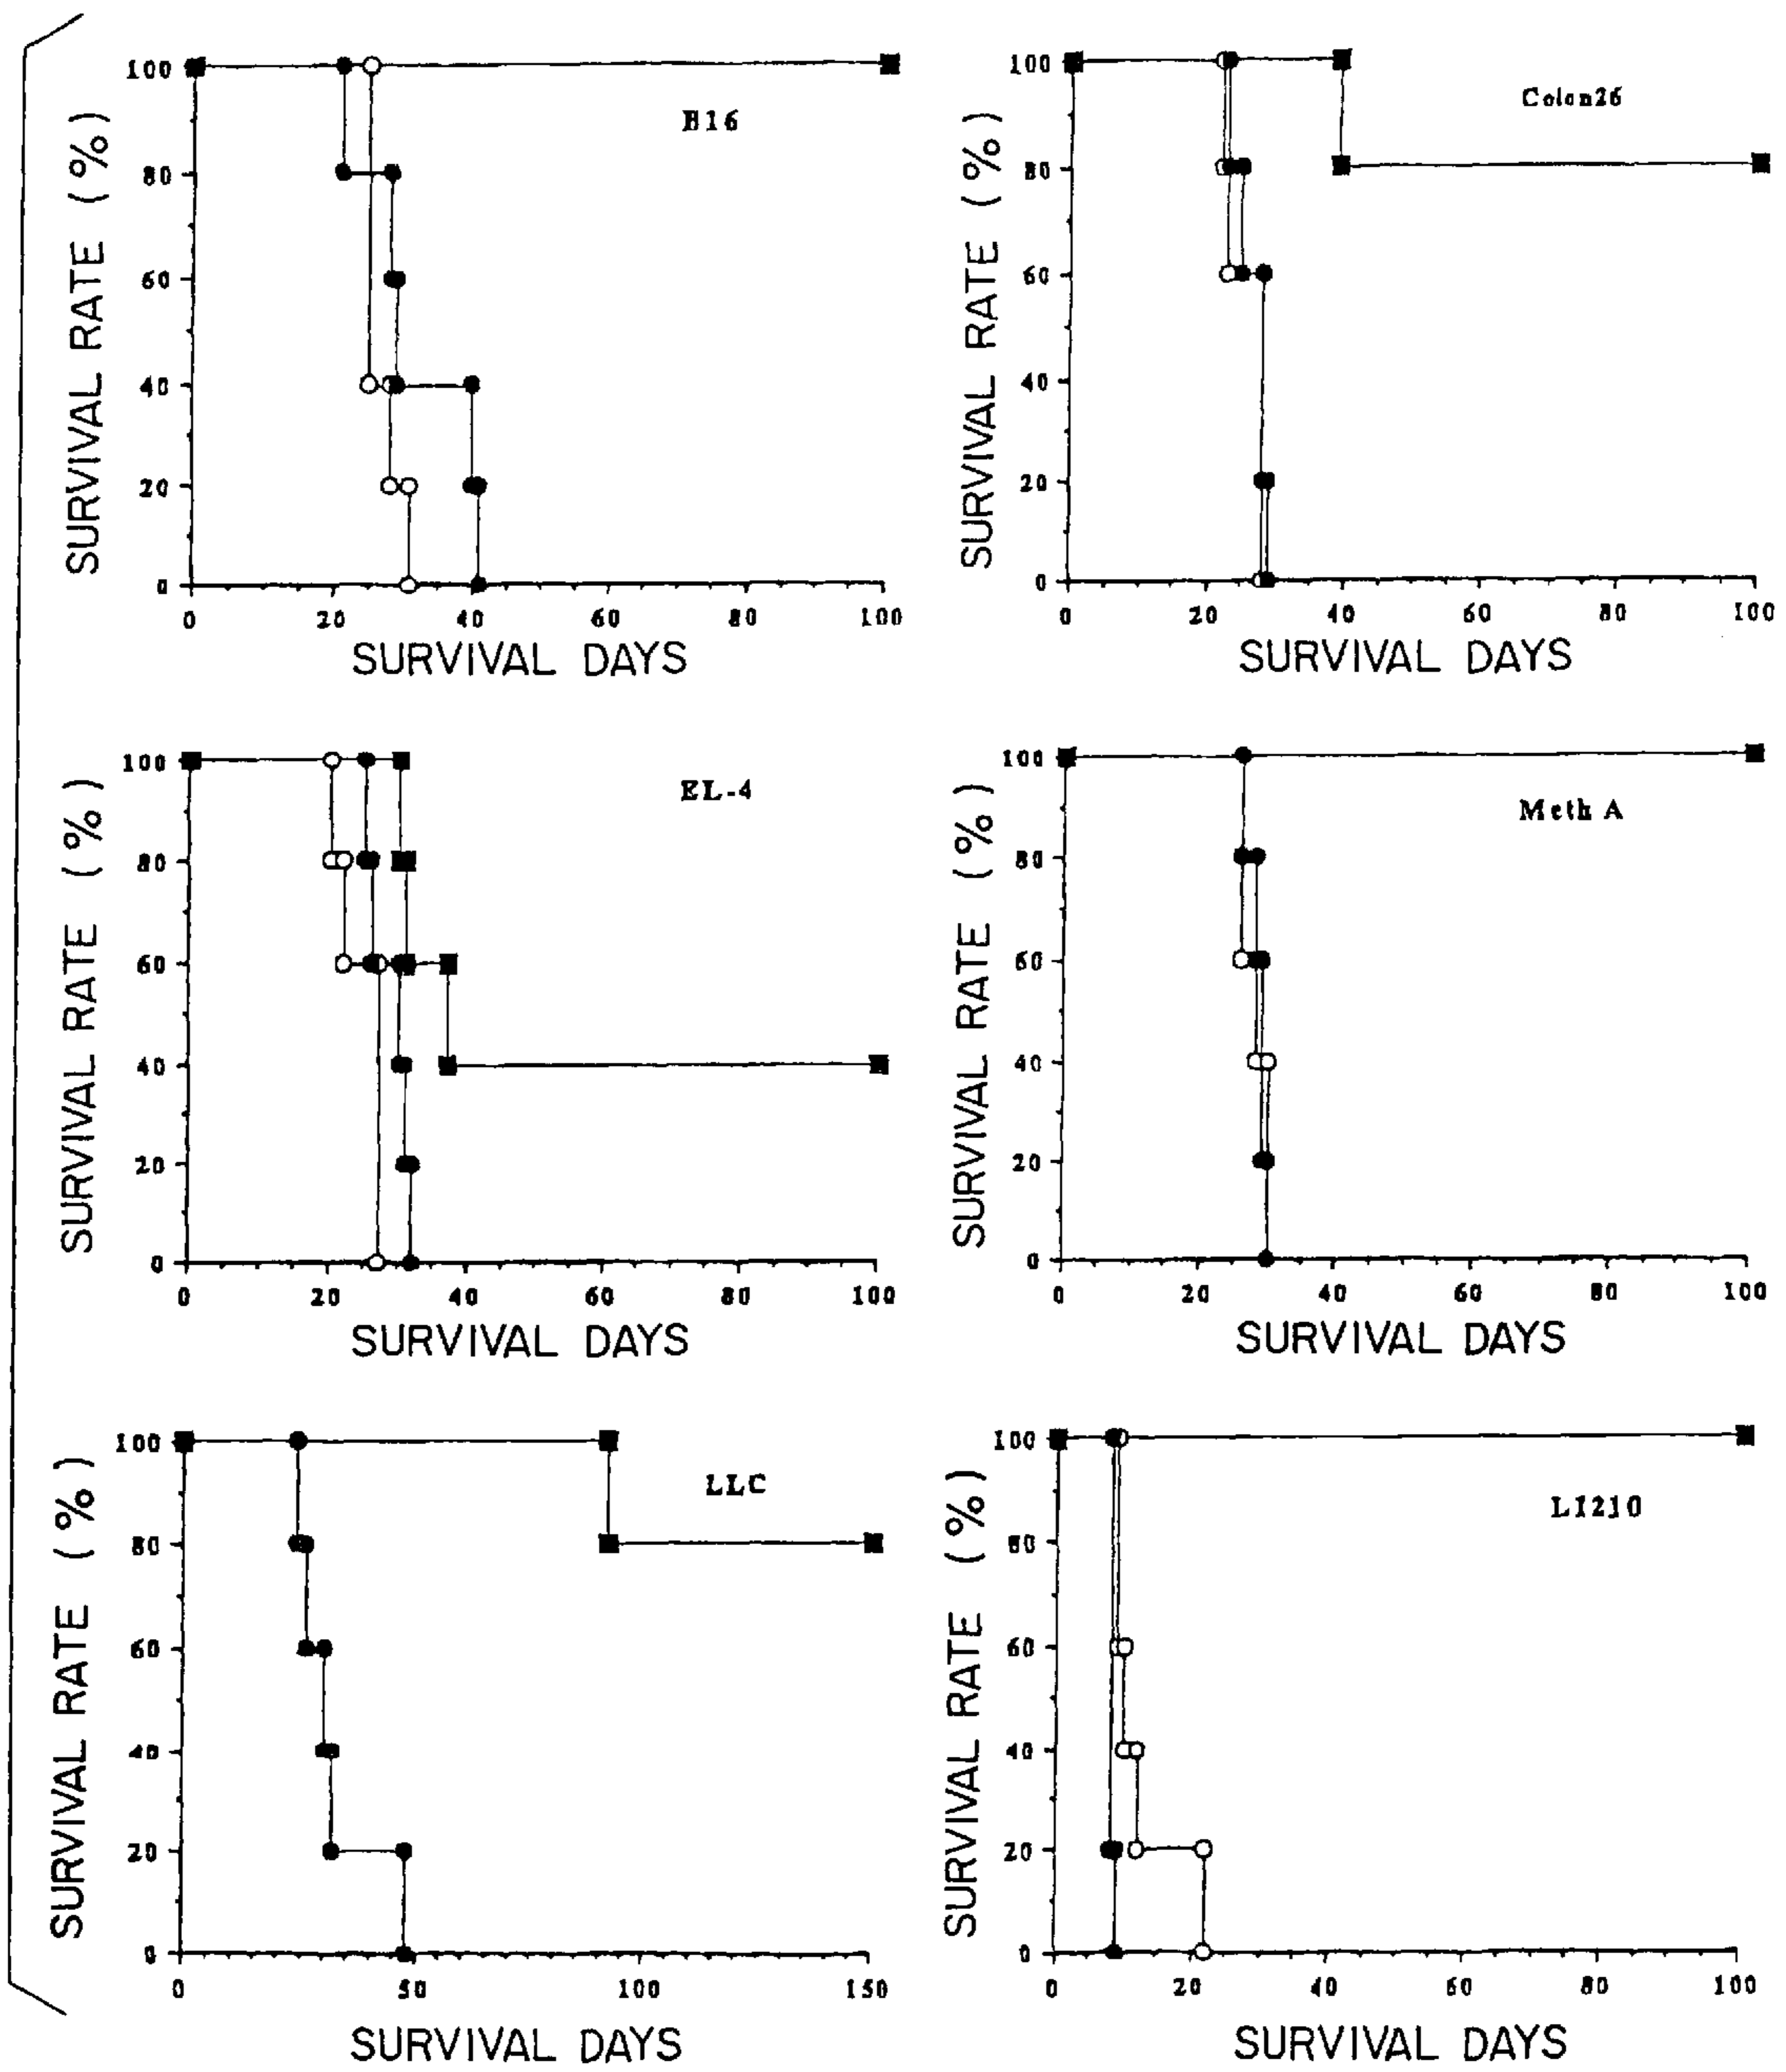 SURVIVAL RATE (%)
100
80
60
40
20
0
B16
0 20 40 60 80 100
SURVIVAL DAYS
SURVIVAL RATE (%)
100
80
60
40
20
0
Colon26
0 20 40 60 80 100
SURVIVAL DAYS
SURVIVAL RATE (%)
100
80
60
40
20
0
EL-4
0 20 40 60 80 100
SURVIVAL DAYS
SURVIVAL RATE (%)
100
80
60
40
20
0
Meth A
0 20 40 60 80 100
SURVIVAL DAYS
SURVIVAL RATE (%)
100
80
60
40
20
0
LLC
0 50 100 150
SURVIVAL DAYS
SURVIVAL RATE (%)
100
80
60
40
20
0
L1210
0 20 40 60 80 100
SURVIVAL DAYS